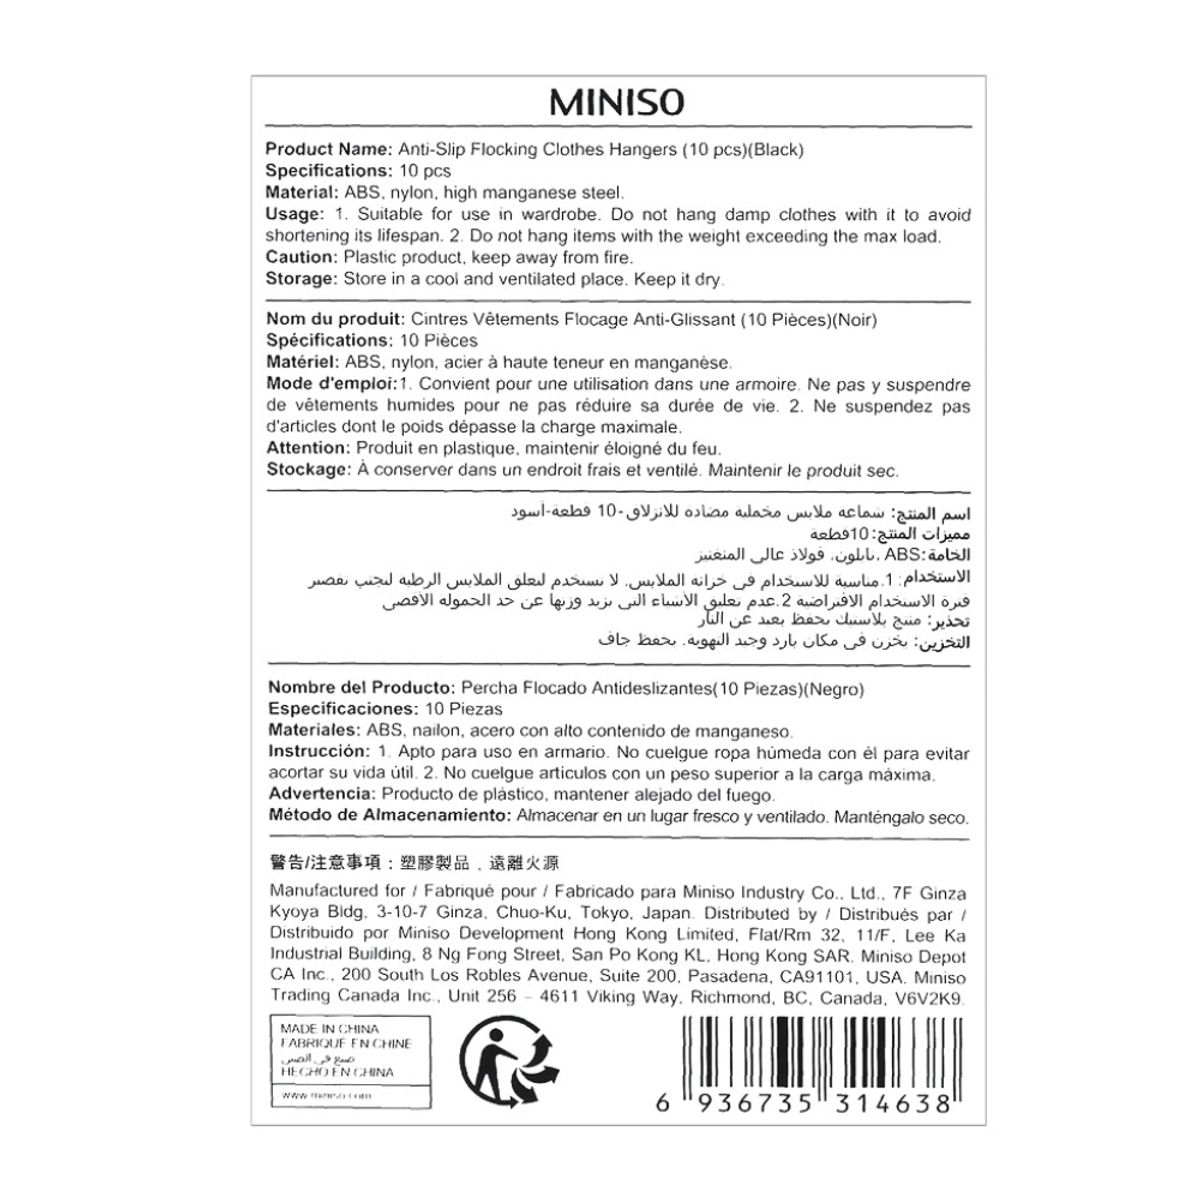 MINISO
Product Name: Anti-Slip Flocking Clothes Hangers (10 pcs)(Black)
Specifications: 10 pcs
Material: ABS, nylon, high manganese steel.
Usage: 1. Suitable for use in wardrobe. Do not hang damp clothes with it to avoid
shortening its lifespan. 2. Do not hang items with the weight exceeding the max load.
Caution: Plastic product, keep away from fire.
Storage: Store in a cool and ventilated place. Keep it dry.
Nom du produit: Cintres Vêtements Flocage Anti-Glissant (10 Pièces)(Noir)
Spécifications: 10 Pièces
Matériel: ABS, nylon, acier à haute teneur en manganèse.
Mode d'emploi:1. Convient pour une utilisation dans une armoire. Ne pas y suspendre
de vêtements humides pour ne pas réduire sa durée de vie. 2. Ne suspendez pas
d'articles dont le poids dépasse la charge maximale.
Attention: Produit en plastique, maintenir éloigné du feu.
Stockage: À conserver dans un endroit frais et ventilé. Maintenir le produit sec.
اسم المنتج: شماعه ملابس مخملية مضاده للانزلاق-10 قطعة-أسود
مميزات المنتج:10قطعة
الخامة:ABS ،نايلون، فولاذ عالى المنغنيز
الاستخدام: 1.مناسبة للاستخدام فى خزانة الملابس. لا تستخدم لتعلق الملابس الرطبة لتجنب تقصير
فترة الاستخدام الافتراضية 2.عدم تعليق الأشياء التى يزيد وزنها عن حد الحموله الاقصى
تحذير: منتج بلاستيك يحفظ بعيد عن النار
التخزين: يخزن فى مكان بارد وجيد التهوية. يحفظ جاف
Nombre del Producto: Percha Flocado Antideslizantes(10 Piezas)(Negro)
Especificaciones: 10 Piezas
Materiales: ABS, nailon, acero con alto contenido de manganeso.
Instrucción: 1. Apto para uso en armario. No cuelgue ropa húmeda con él para evitar
acortar su vida útil. 2. No cuelgue artículos con un peso superior a la carga máxima.
Advertencia: Producto de plástico, mantener alejado del fuego.
Método de Almacenamiento: Almacenar en un lugar fresco y ventilado. Manténgalo seco.
警告/注意事項：塑膠製品，遠離火源
Manufactured for / Fabriqué pour / Fabricado para Miniso Industry Co., Ltd., 7F Ginza
Kyoya Bldg, 3-10-7 Ginza, Chuo-Ku, Tokyo, Japan. Distributed by / Distribués par /
Distribuido por Miniso Development Hong Kong Limited, Flat/Rm 32, 11/F, Lee Ka
Industrial Building, 8 Ng Fong Street, San Po Kong KL, Hong Kong SAR. Miniso Depot
CA Inc., 200 South Los Robles Avenue, Suite 200, Pasadena, CA91101, USA. Miniso
Trading Canada Inc., Unit 256 – 4611 Viking Way, Richmond, BC, Canada, V6V2K9.
MADE IN CHINA
FABRIQUE EN CHINE
صنع فى الصين
HECHO EN CHINA
www.miniso.com
6 936735 314638